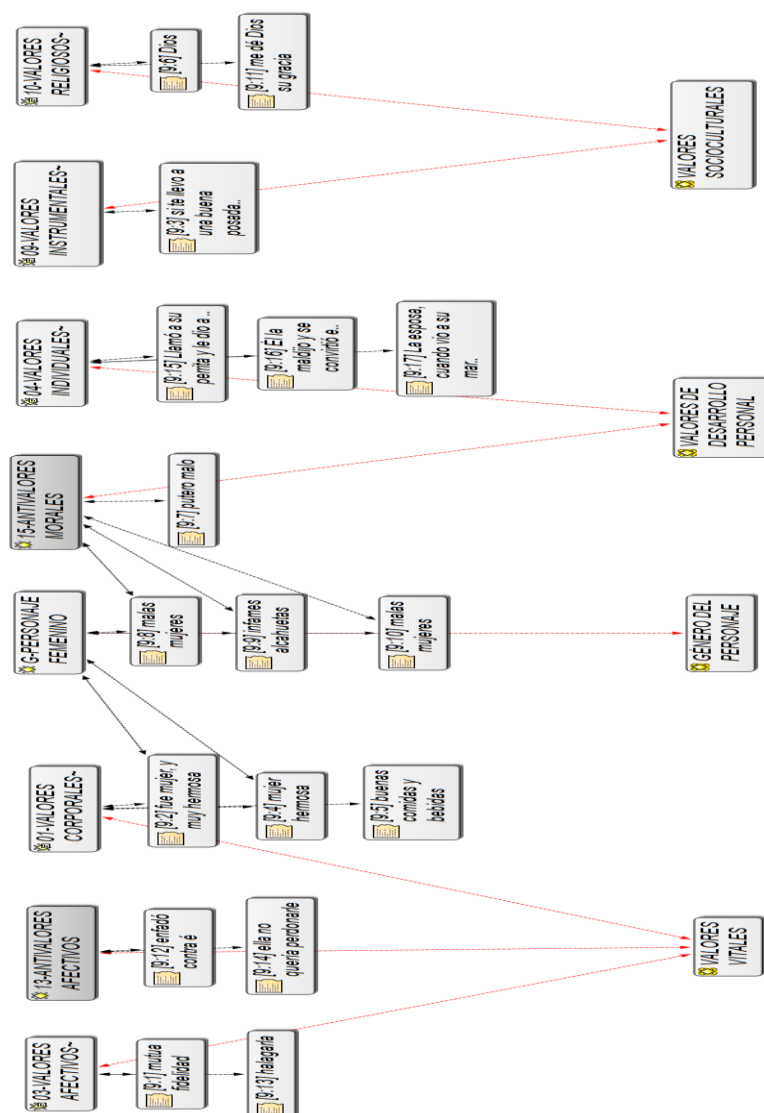 03-VALORES
AFECTIVOS~
13-ANTIVALORES
AFECTIVOS
01-VALORES
CORPORALES~
G-PERSONAJE
FEMENINO
15-ANTIVALORES
MORALES
04-VALORES
INDIVIDUALES~
09-VALORES
INSTRUMENTALES~
10-VALORES
RELIGIOSOS~
[9:1] mutua
fidelidad
[9:12] enfadó
contra é
[9:2] fue mujer, y
muy hermosa
[9:8] malas
mujeres
[9:7] putero malo
[9:15] Llamó a su
perrita y le dio a..
[9:3] si te llevo a
una buena
posada..
[9:6] Dios
[9:13] halagarla
[9:14] ella no
quería perdonarle
[9:4] mujer
hermosa
[9:9] infames
alcahuetas
[9:16] Él la
maldijo y se
convirtió e..
[9:11] me dé Dios
su gracia
[9:5] buenas
comidas y
bebidas
[9:10] malas
mujeres
[9:17] La esposa,
cuando vio a su
mar..
VALORES
VITALES
GÉNERO DEL
PERSONAJE
VALORES DE
DESARROLLO
PERSONAL
VALORES
SOCIOCULTURALES